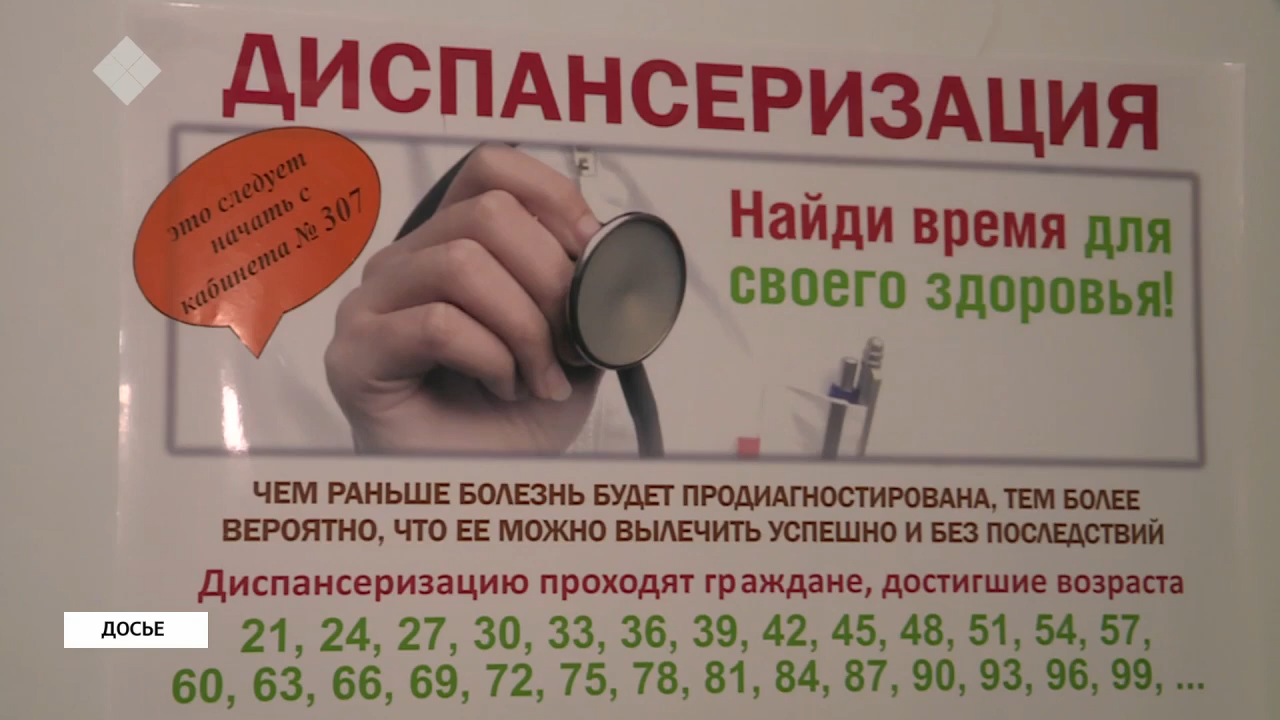 ДИСПАНСЕРИЗАЦИЯ
это следует
начать с
кабинета № 307
Найди время для
своего здоровья!
ЧЕМ РАНЬШЕ БОЛЕЗНЬ БУДЕТ ПРОДИАГНОСТИРОВАНА, ТЕМ БОЛЕЕ
ВЕРОЯТНО, ЧТО ЕЕ МОЖНО ВЫЛЕЧИТЬ УСПЕШНО И БЕЗ ПОСЛЕДСТВИЙ
Диспансеризацию проходят граждане, достигшие возраста
21, 24, 27, 30, 33, 36, 39, 42, 45, 48, 51, 54, 57,
60, 63, 66, 69, 72, 75, 78, 81, 84, 87, 90, 93, 96, 99, ...
ДОСЬЕ